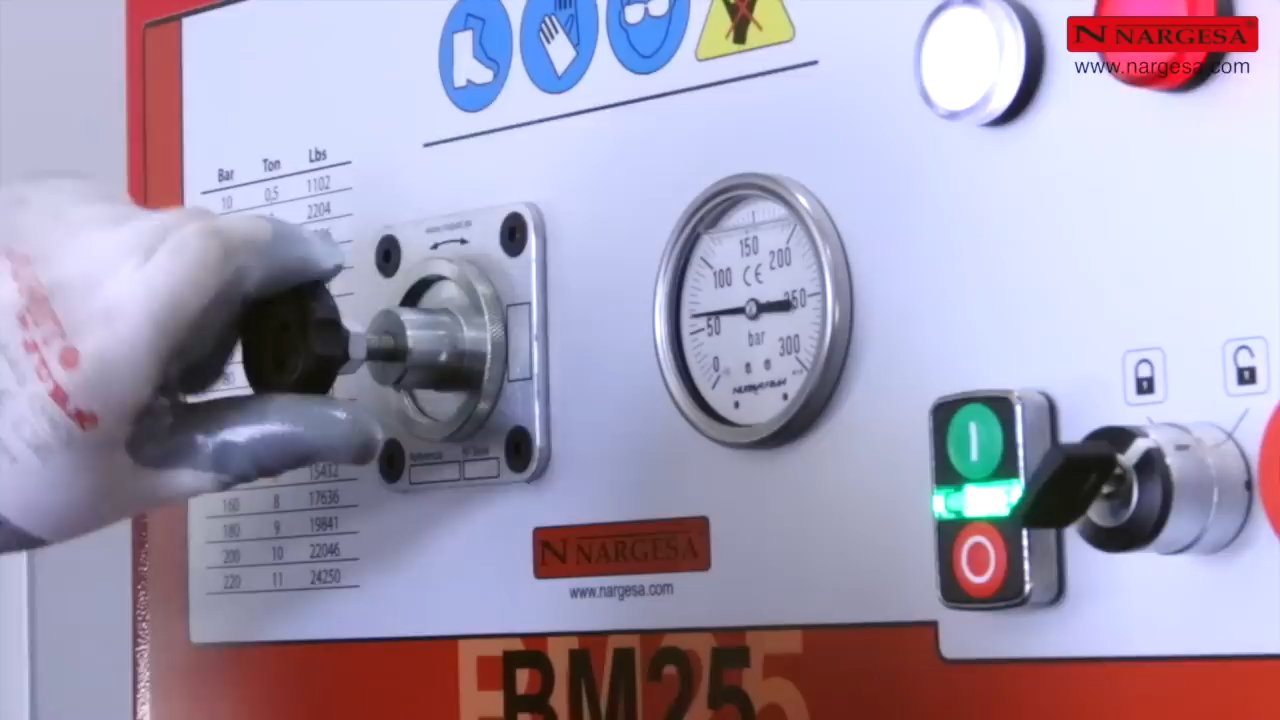 N NARGESA
www.nargesa.com
Bar Ton Lbs
10 0,5 1102
2204
15432
160 8 17636
180 9 19841
200 10 22046
220 11 24250
0
50
100
150
200
250
300
CE
bar
I
O
N NARGESA
www.nargesa.com
BM25